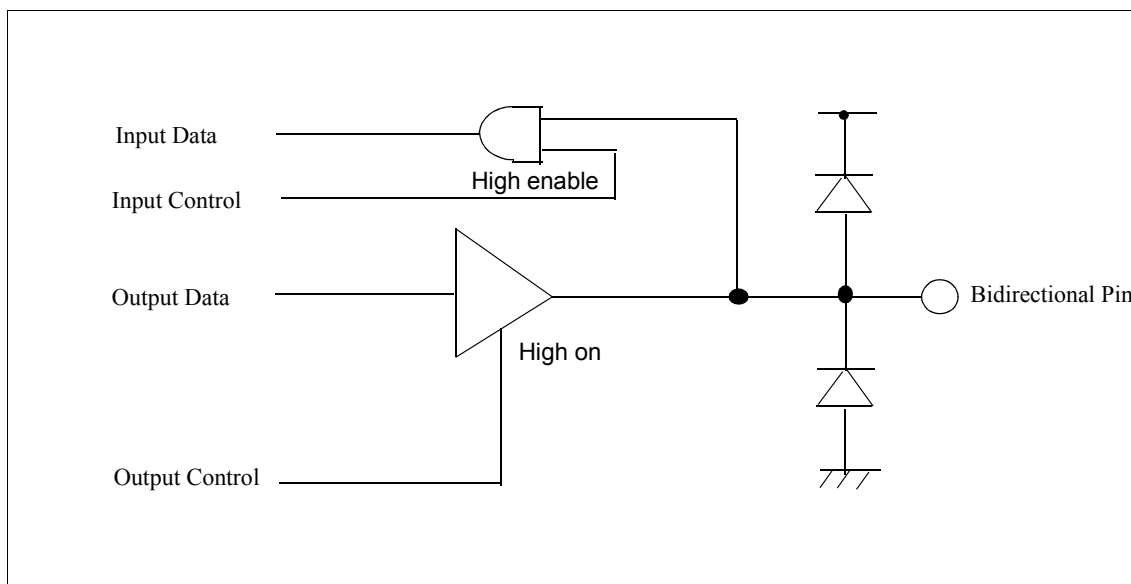 Input Data
High enable
Input Control
Output Data
Bidirectional Pin
High on
Output Control